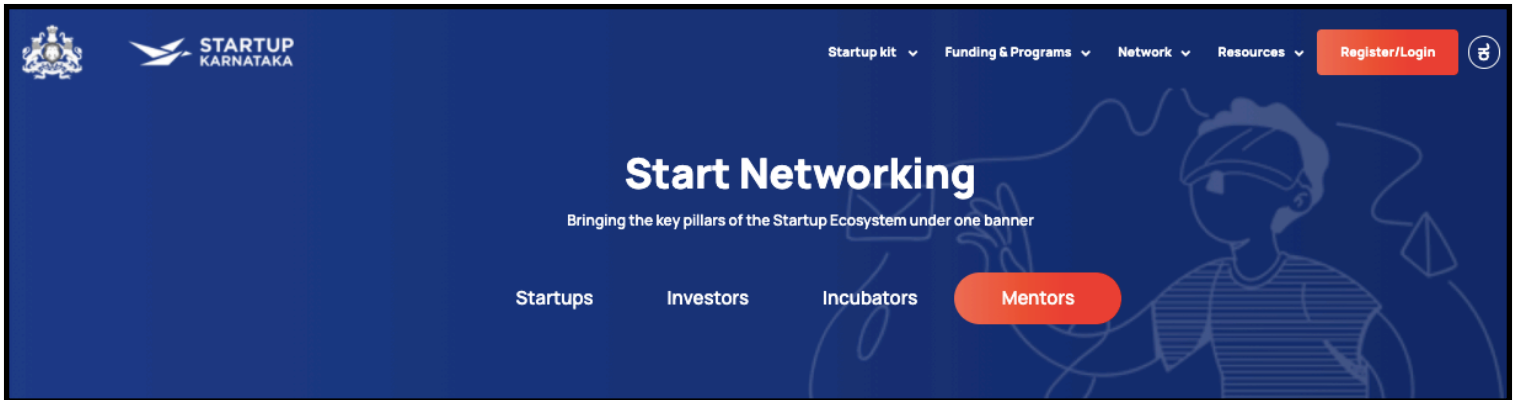 STARTUP
KARNATAKA
Startup kit
Funding & Programs
Network
Resources
Register/Login
Start Networking
Bringing the key pillars of the Startup Ecosystem under one banner
Startups
Investors
Incubators
Mentors